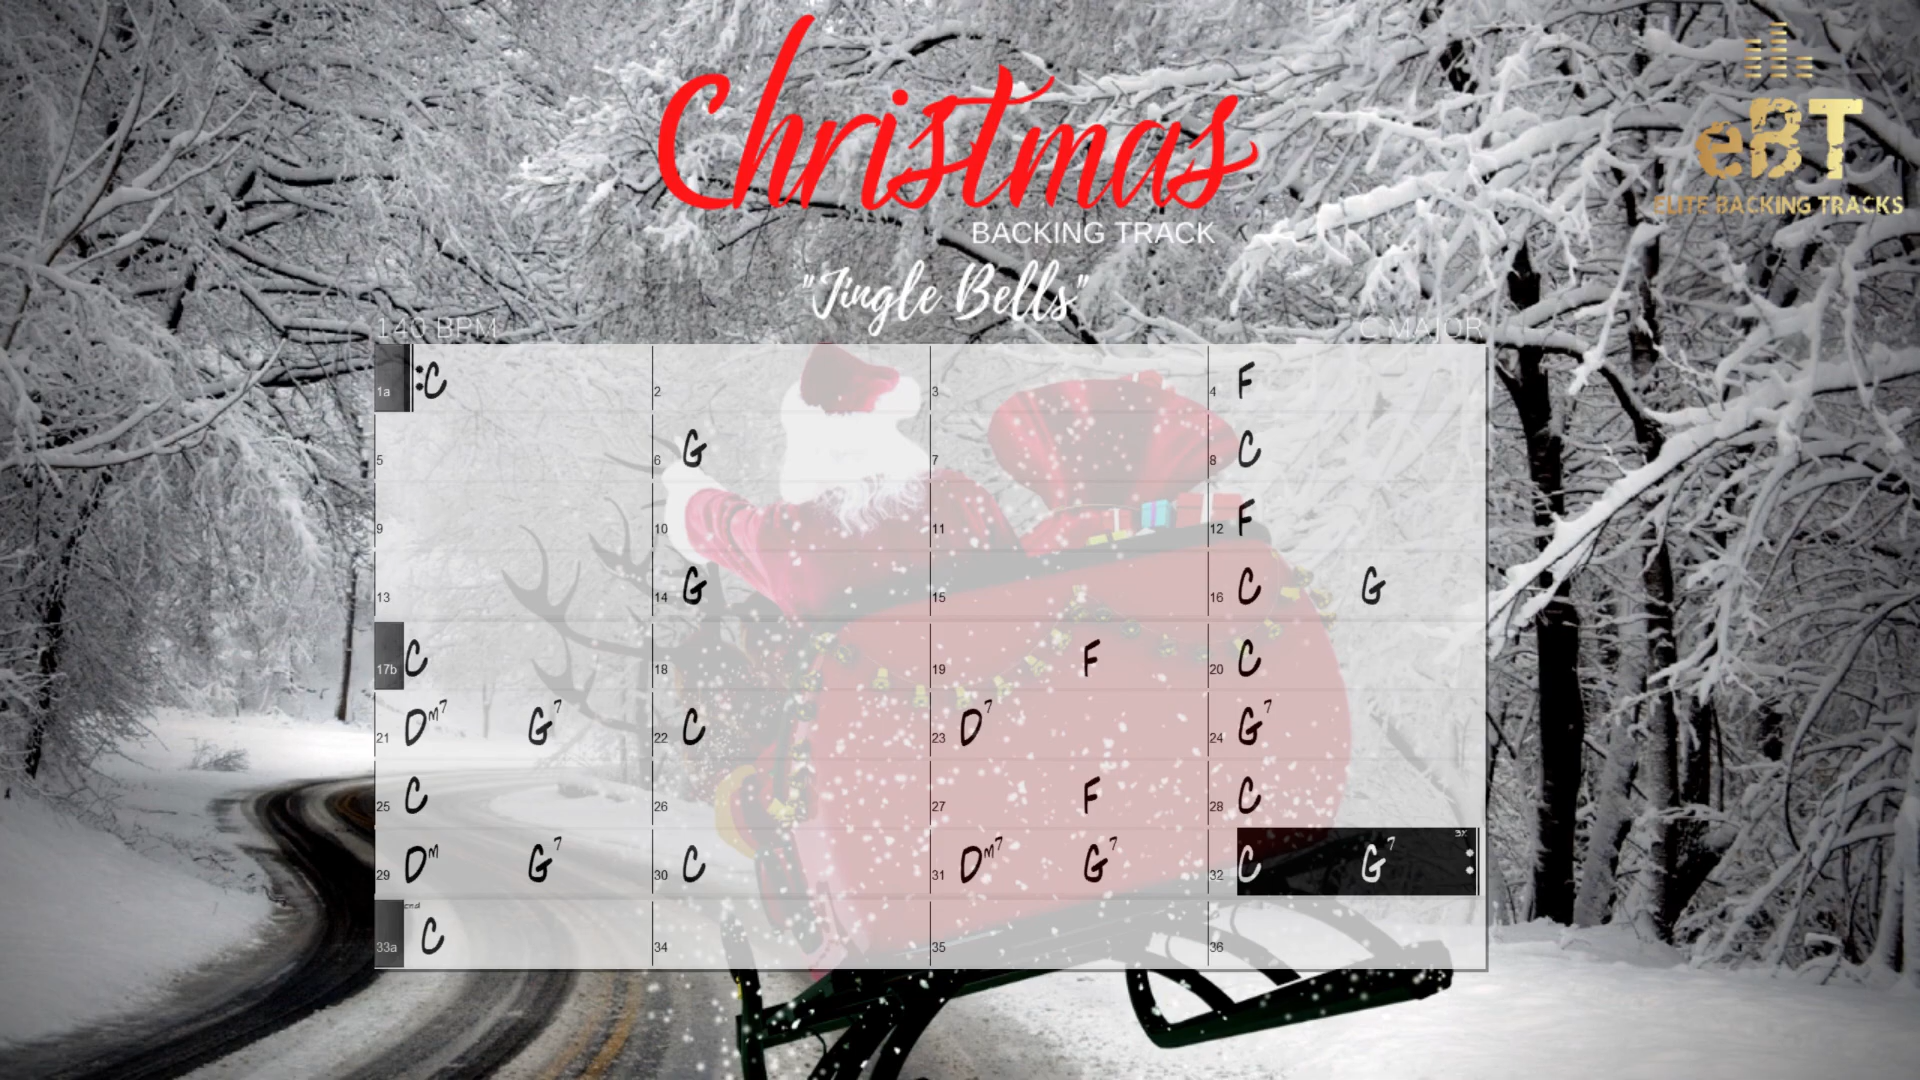 Christmas
eBT
ELITE BACKING TRACKS
BACKING TRACK
"Jingle Bells"
140 BPM C MAJOR
1a :C 2 3 4 F
5 6 G 7 8 C
9 10 11 12 F
13 14 G 15 16 C G
17b C 18 19 F 20 C
21 Dm7 G7 22 C 23 D7 24 G7
25 C 26 27 F 28 C
3x
29 Dm G7 30 C 31 Dm7 G7 32 C G7 :
end
33a C 34 35 36